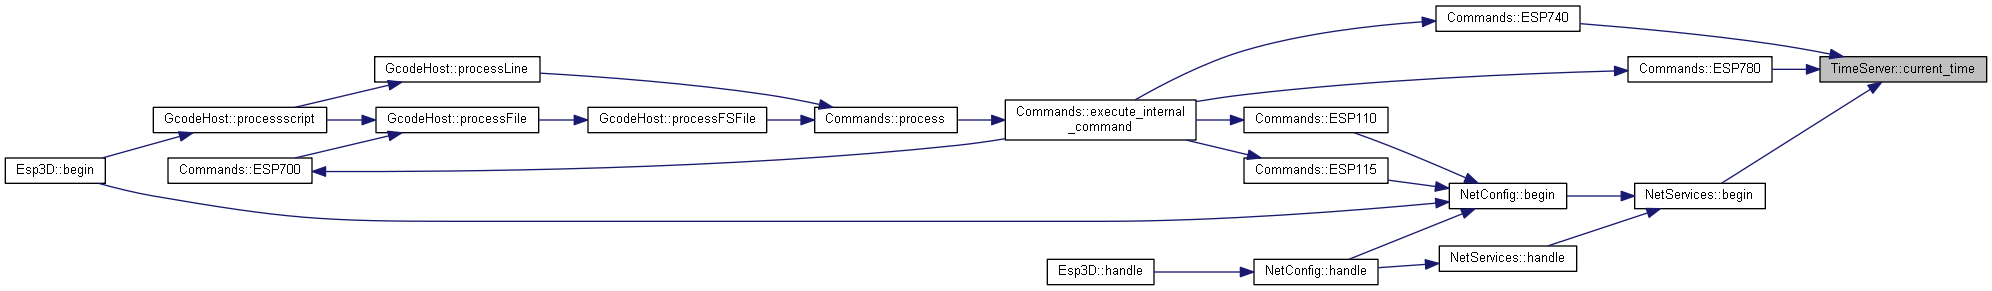 Commands::ESP740
GcodeHost::processLine
Commands::ESP780
TimeServer::current_time
GcodeHost::processscript
GcodeHost::processFile
GcodeHost::processFSFile
Commands::process
Commands::execute_internal
_command
Commands::ESP110
Esp3D::begin
Commands::ESP700
Commands::ESP115
NetConfig::begin
NetServices::begin
NetServices::handle
Esp3D::handle
NetConfig::handle